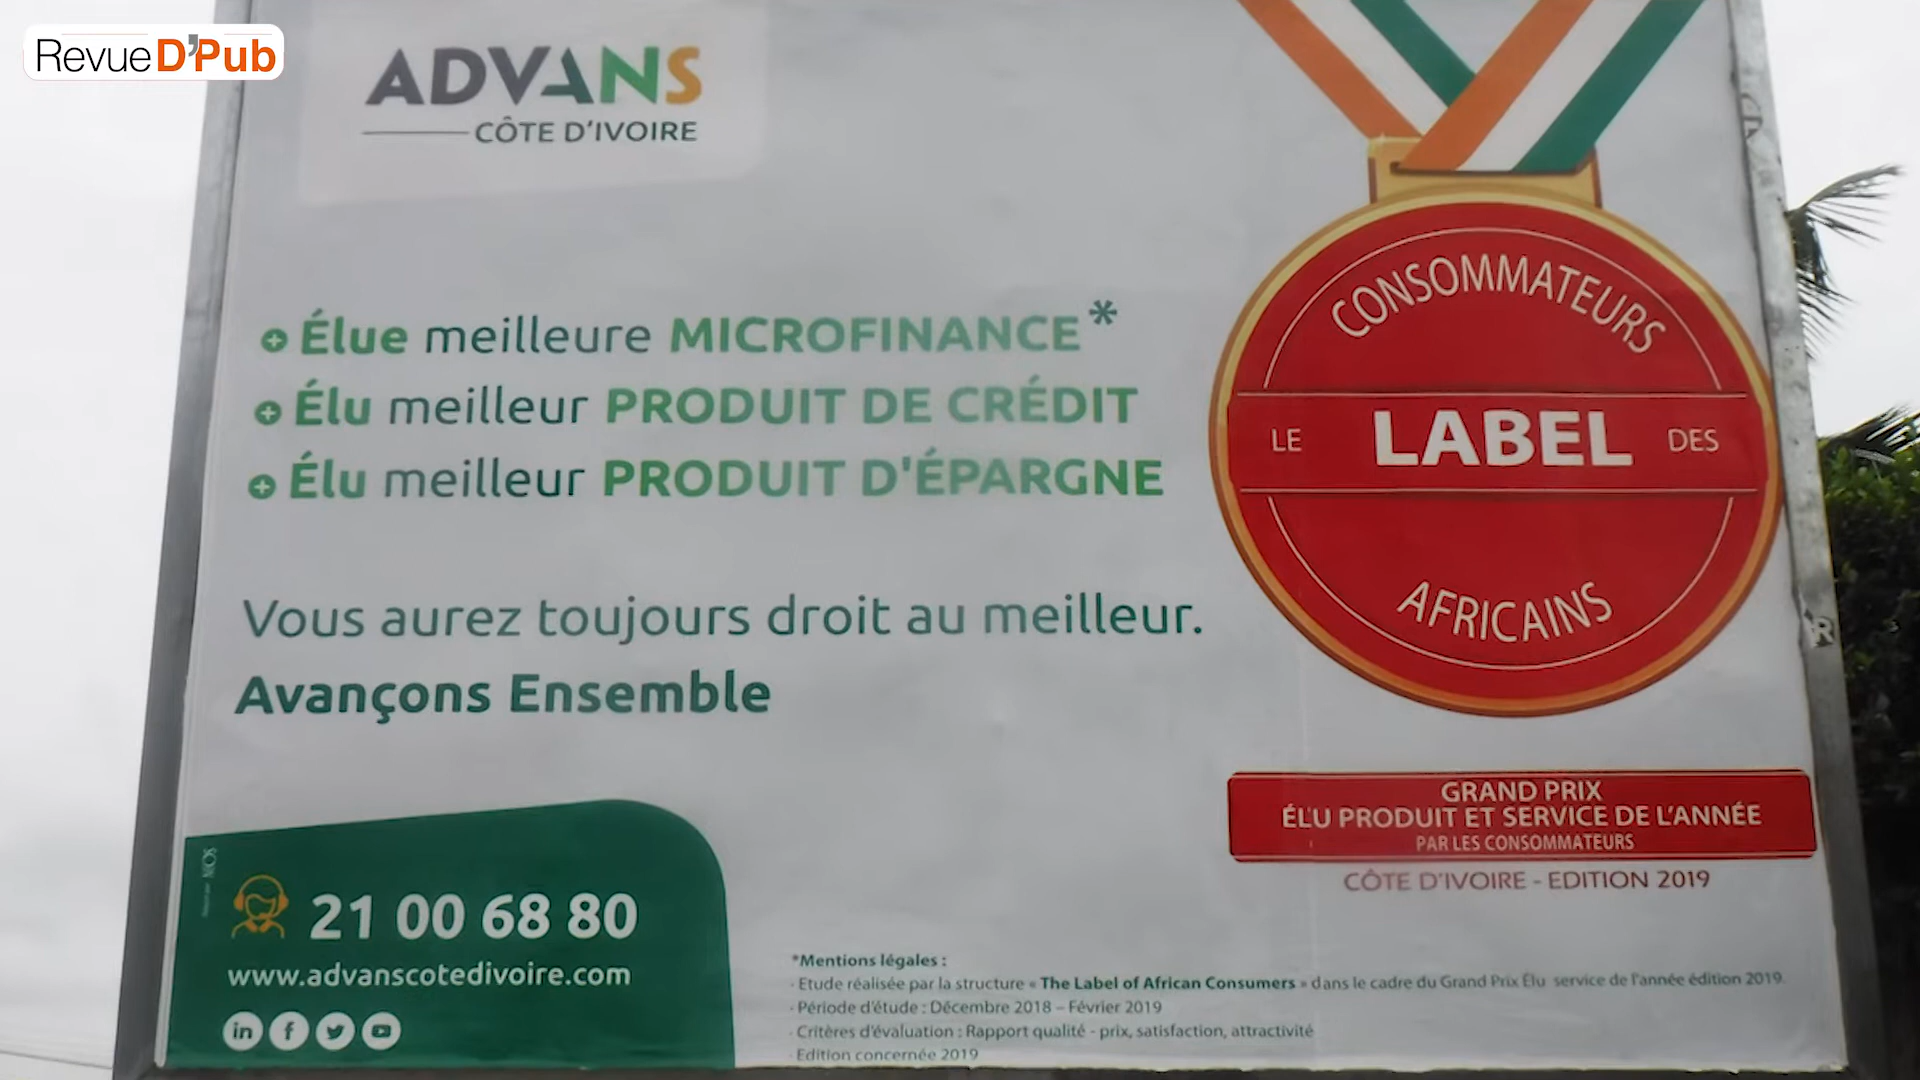 Revue D'Pub
ADVANS
CÔTE D'IVOIRE
Élue meilleure MICROFINANCE*
Élu meilleur PRODUIT DE CRÉDIT
Élu meilleur PRODUIT D'ÉPARGNE
Vous aurez toujours droit au meilleur.
Avançons Ensemble
CONSOMMATEURS
LE LABEL DES
AFRICAINS
GRAND PRIX
ÉLU PRODUIT ET SERVICE DE L'ANNÉE
PAR LES CONSOMMATEURS
CÔTE D'IVOIRE - EDITION 2019
21 00 68 80
www.advanscotedivoire.com
*Mentions légales :
- Etude réalisée par la structure « The Label of African Consumers » dans le cadre du Grand Prix Élu service de l'année édition 2019.
- Période d'étude : Décembre 2018 – Février 2019
- Critères d'évaluation : Rapport qualité - prix, satisfaction, attractivité
- Edition concernée 2019